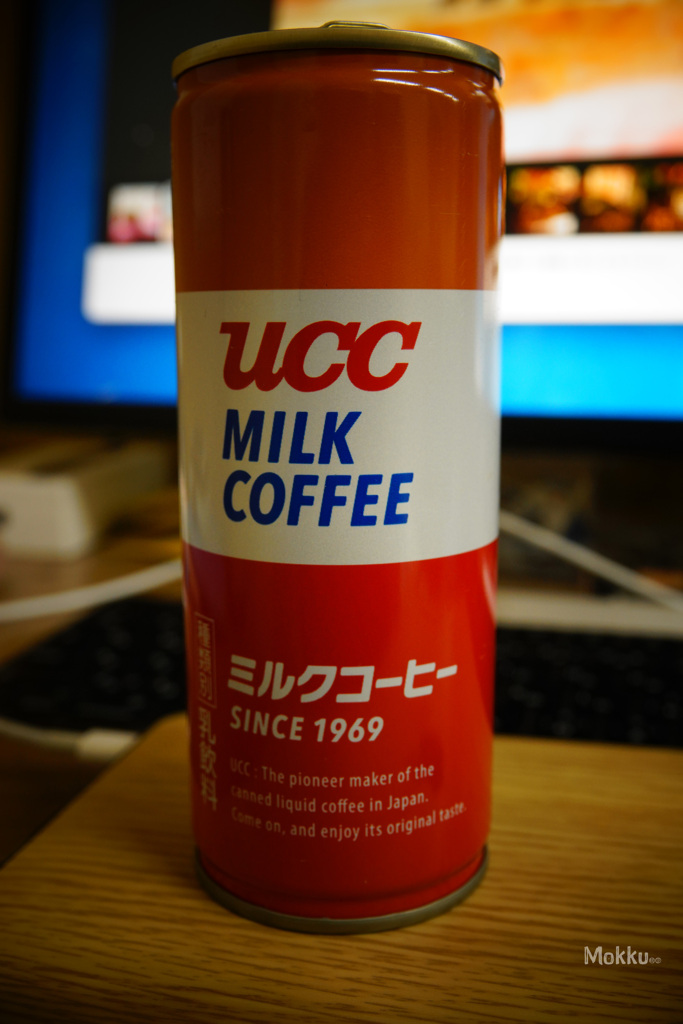 UCC
MILK
COFFEE
種類別 乳飲料
ミルクコーヒー
SINCE 1969
UCC : The pioneer maker of the
canned liquid coffee in Japan.
Come on, and enjoy its original taste.
Mokku